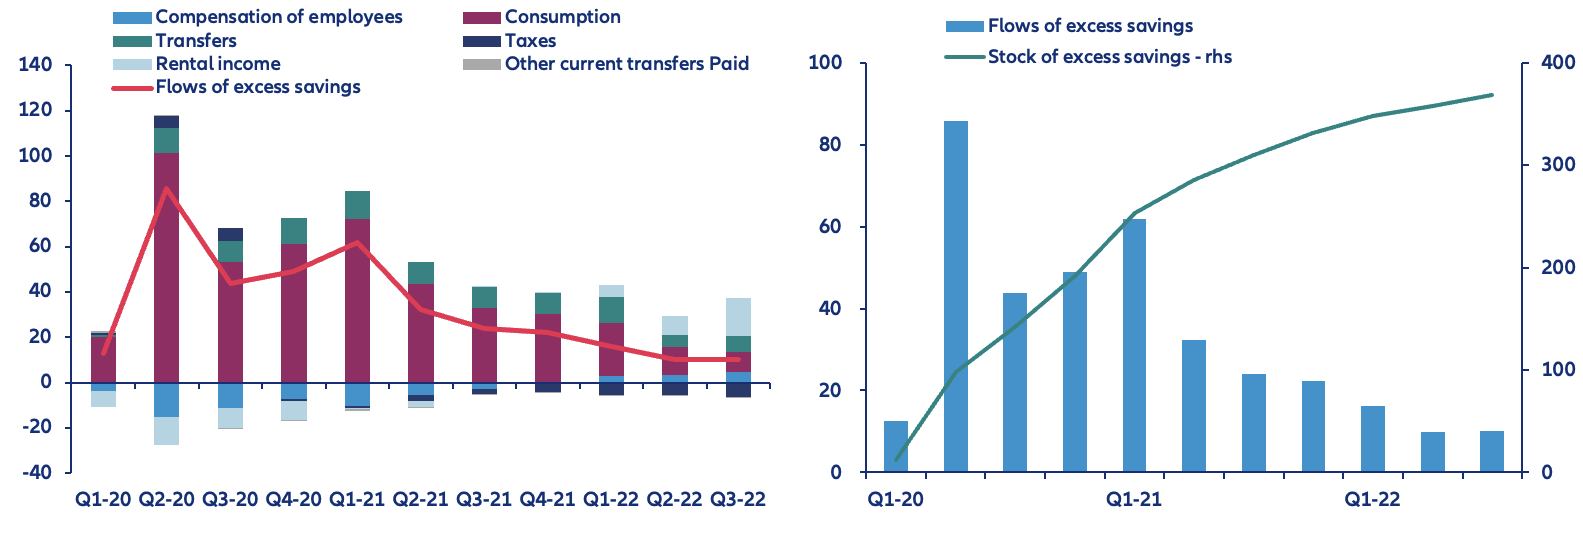 Compensation of employees
Consumption
Transfers
Taxes
Rental income
Other current transfers Paid
Flows of excess savings
140
120
100
80
60
40
20
0
-20
-40
Q1-20 Q2-20 Q3-20 Q4-20 Q1-21 Q2-21 Q3-21 Q4-21 Q1-22 Q2-22 Q3-22
Flows of excess savings
Stock of excess savings - rhs
100
80
60
40
20
0
400
300
200
100
0
Q1-20 Q1-21 Q1-22